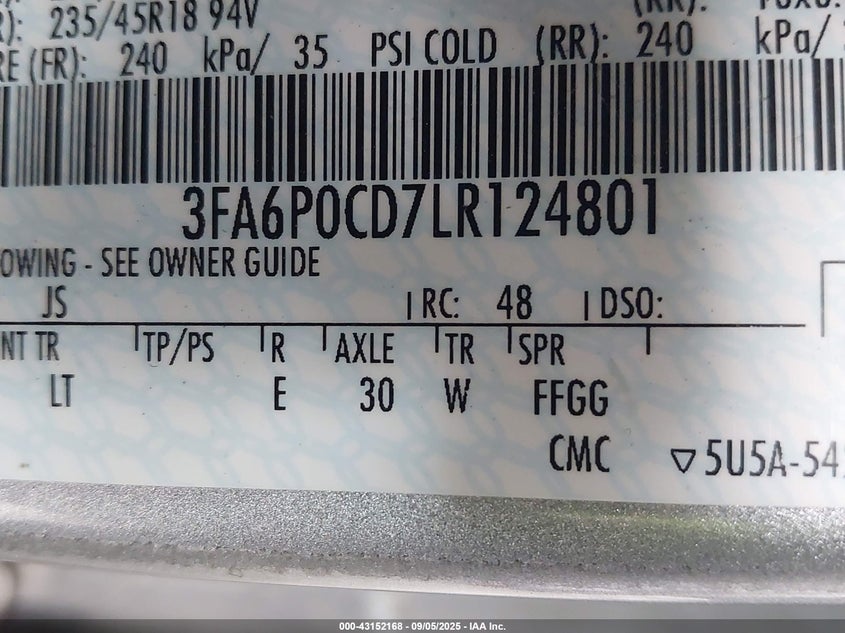 235/45R18 94V
(FR): 240 kPa/ 35 PSI COLD (RR): 240 kPa/
3FA6P0CD7LR124801
OWING - SEE OWNER GUIDE
JS RC: 48 DSO:
NT TR TP/PS R AXLE TR SPR
LT E 30 W FFGG
CMC ▽5U5A-54
000-43152168 - 09/05/2025 - IAA Inc.